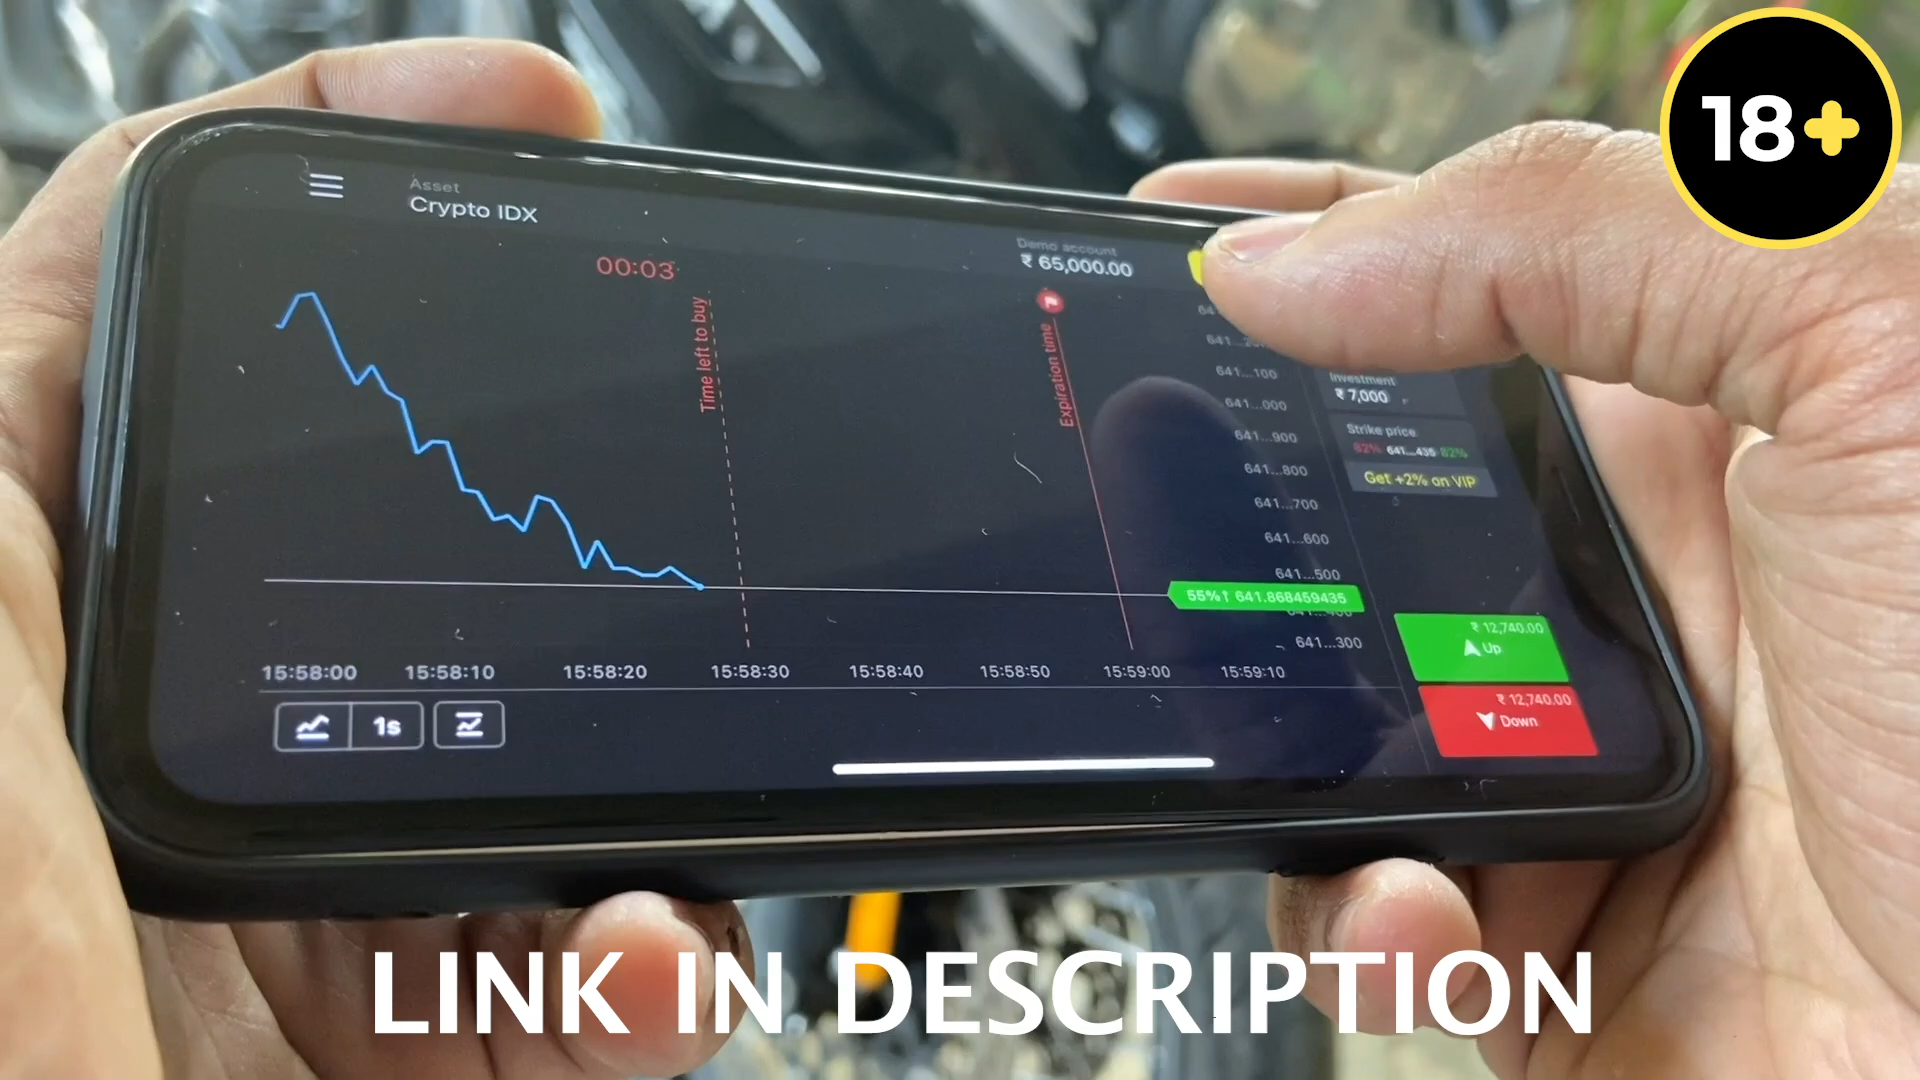 18+
Asset
Crypto IDX
00:03
Time left to buy
Demo account
₹ 65,000.00
Expiration time
641...100
641...000
641...900
641...800
641...700
641...600
641...500
55%↑ 641.868459435
641...300
Investment
₹ 7,000
Strike price
82% 641...435 82%
Get +2% on VIP
₹ 12,740.00
Up
₹ 12,740.00
Down
15:58:00 15:58:10 15:58:20 15:58:30 15:58:40 15:58:50 15:59:00 15:59:10
1s
LINK IN DESCRIPTION